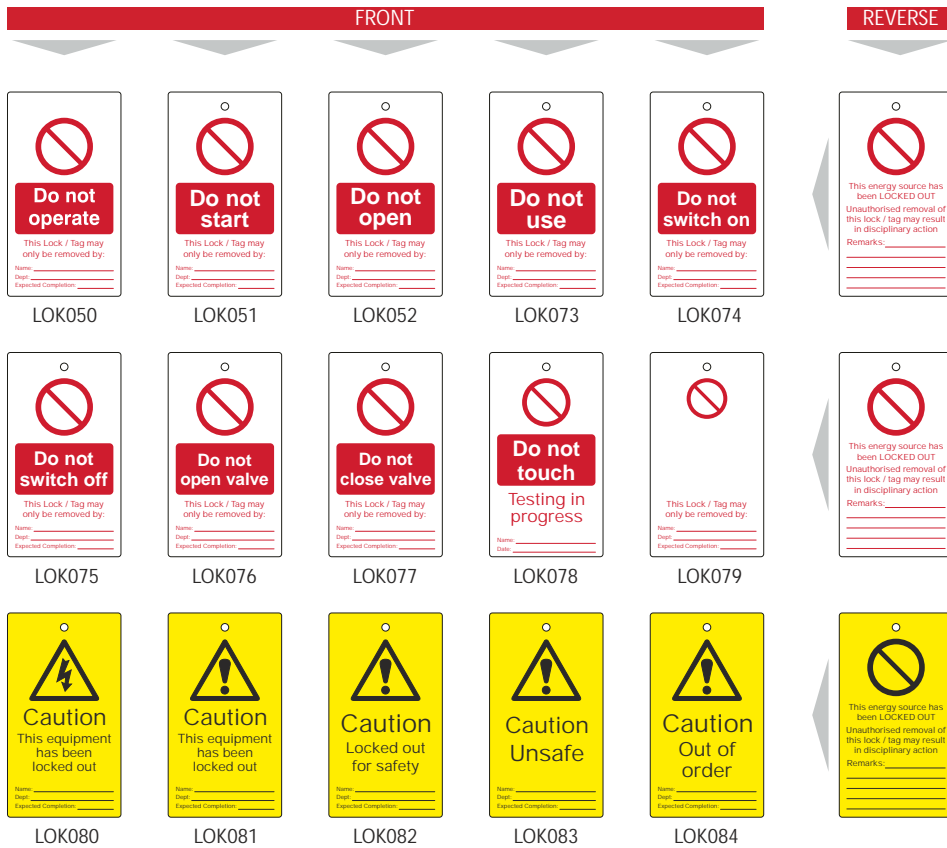 FRONT
REVERSE
Do not
operate
This Lock / Tag may
only be removed by:
Name:
Dept:
Expected Completion:
LOK050
Do not
start
This Lock / Tag may
only be removed by:
Name:
Dept:
Expected Completion:
LOK051
Do not
open
This Lock / Tag may
only be removed by:
Name:
Dept:
Expected Completion:
LOK052
Do not
use
This Lock / Tag may
only be removed by:
Name:
Dept:
Expected Completion:
LOK073
Do not
switch on
This Lock / Tag may
only be removed by:
Name:
Dept:
Expected Completion:
LOK074
This energy source has
been LOCKED OUT
Unauthorised removal of
this lock / tag may result
in disciplinary action
Remarks:
Do not
switch off
This Lock / Tag may
only be removed by:
Name:
Dept:
Expected Completion:
LOK075
Do not
open valve
This Lock / Tag may
only be removed by:
Name:
Dept:
Expected Completion:
LOK076
Do not
close valve
This Lock / Tag may
only be removed by:
Name:
Dept:
Expected Completion:
LOK077
Do not
touch
Testing in
progress
Name:
Date:
LOK078
This Lock / Tag may
only be removed by:
Name:
Dept:
Expected Completion:
LOK079
This energy source has
been LOCKED OUT
Unauthorised removal of
this lock / tag may result
in disciplinary action
Remarks:
Caution
This equipment
has been
locked out
Name:
Dept:
Expected Completion:
LOK080
Caution
This equipment
has been
locked out
Name:
Dept:
Expected Completion:
LOK081
Caution
Locked out
for safety
Name:
Dept:
Expected Completion:
LOK082
Caution
Unsafe
Name:
Dept:
Expected Completion:
LOK083
Caution
Out of
order
Name:
Dept:
Expected Completion:
LOK084
This energy source has
been LOCKED OUT
Unauthorised removal of
this lock / tag may result
in disciplinary action
Remarks: